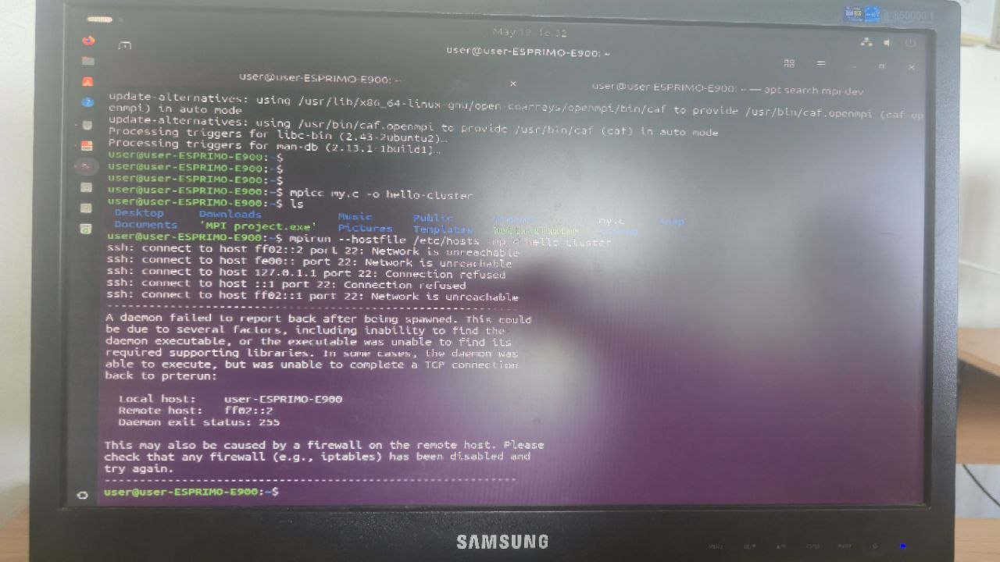 May 19 16:32
user@user-ESPRIMO-E900: ~
user@user-ESPRIMO-E900: ~ × user@user-ESPRIMO-E900: ~ — apt search mpi-dev
update-alternatives: using /usr/lib/x86_64-linux-gnu/open-coarrays/openmpi/bin/caf to provide /usr/bin/caf.openmpi (caf-op
enmpi) in auto mode
update-alternatives: using /usr/bin/caf.openmpi to provide /usr/bin/caf (caf) in auto mode
Processing triggers for libc-bin (2.43-2ubuntu2)…
Processing triggers for man-db (2.13.1-1build1)…
user@user-ESPRIMO-E900:~$
user@user-ESPRIMO-E900:~$
user@user-ESPRIMO-E900:~$
user@user-ESPRIMO-E900:~$ mpicc my.c -o hello-cluster
user@user-ESPRIMO-E900:~$ ls
Desktop Downloads Music Public my.c snap
Documents 'MPI project.exe' Pictures Templates hello-cluster
user@user-ESPRIMO-E900:~$ mpirun --hostfile /etc/hosts -np hello-cluster
ssh: connect to host ff02::2 port 22: Network is unreachable
ssh: connect to host fe00:: port 22: Network is unreachable
ssh: connect to host 127.0.1.1 port 22: Connection refused
ssh: connect to host ::1 port 22: Connection refused
ssh: connect to host ff02::1 port 22: Network is unreachable
--------------------------------------------------------------------------
A daemon failed to report back after being spawned. This could
be due to several factors, including inability to find the
daemon executable, or the executable was unable to find its
required supporting libraries. In some cases, the daemon was
able to execute, but was unable to complete a TCP connection
back to prterun:
Local host: user-ESPRIMO-E900
Remote host: ff02::2
Daemon exit status: 255
This may also be caused by a firewall on the remote host. Please
check that any firewall (e.g., iptables) has been disabled and
try again.
--------------------------------------------------------------------------
user@user-ESPRIMO-E900:~$
SAMSUNG